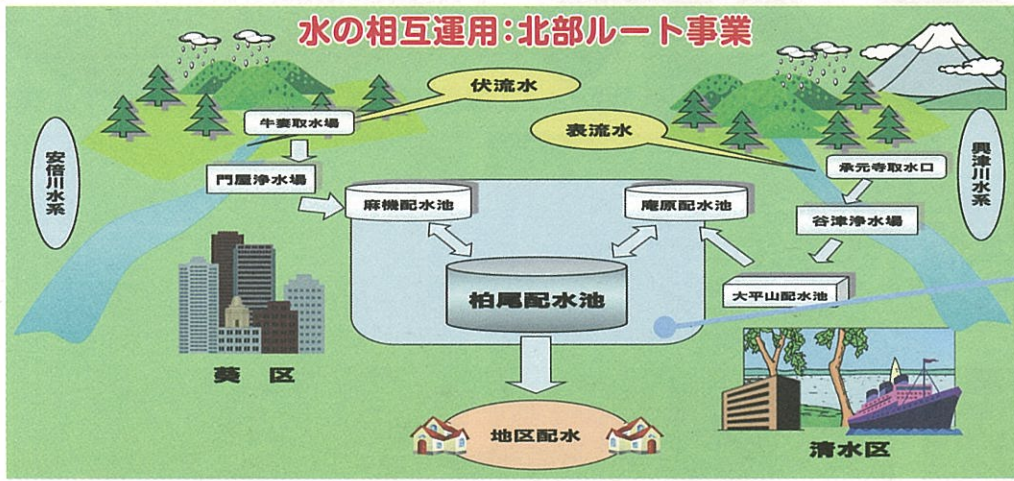 水の相互運用:北部ルート事業
伏流水
牛妻取水場
表流水
安倍川水系
興津川水系
門屋浄水場
承元寺取水口
麻機配水池
庵原配水池
谷津浄水場
柏尾配水池
大平山配水池
葵 区
地区配水
清水区